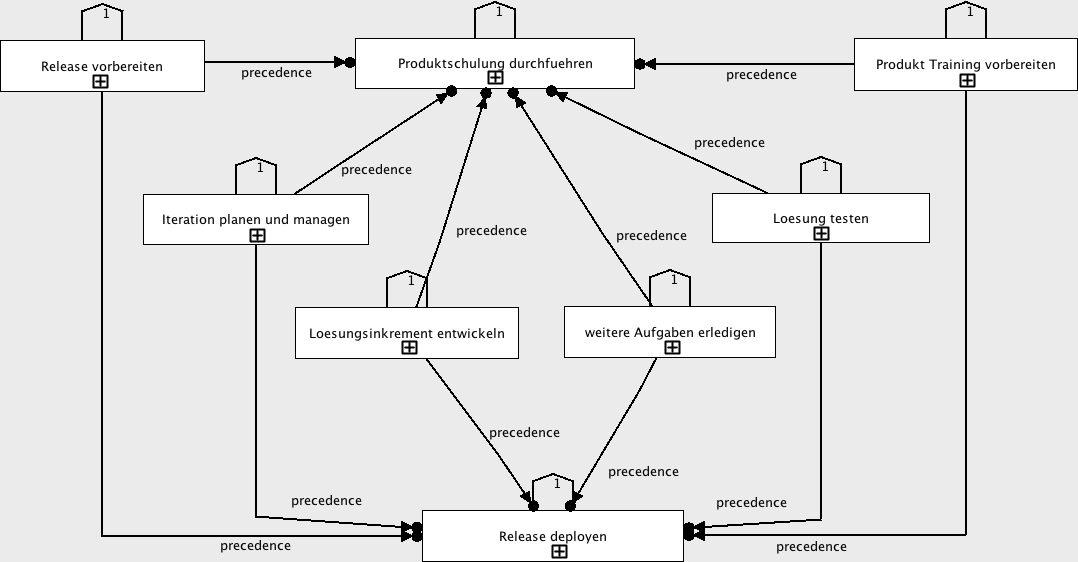 1
1
1
Release vorbereiten
precedence
Produktschulung durchfuehren
precedence
Produkt Training vorbereiten
precedence
precedence
1
1
Iteration planen und managen
Loesung testen
precedence
precedence
1
1
Loesungsinkrement entwickeln
weitere Aufgaben erledigen
precedence
precedence
1
precedence
precedence
Release deployen
precedence
precedence